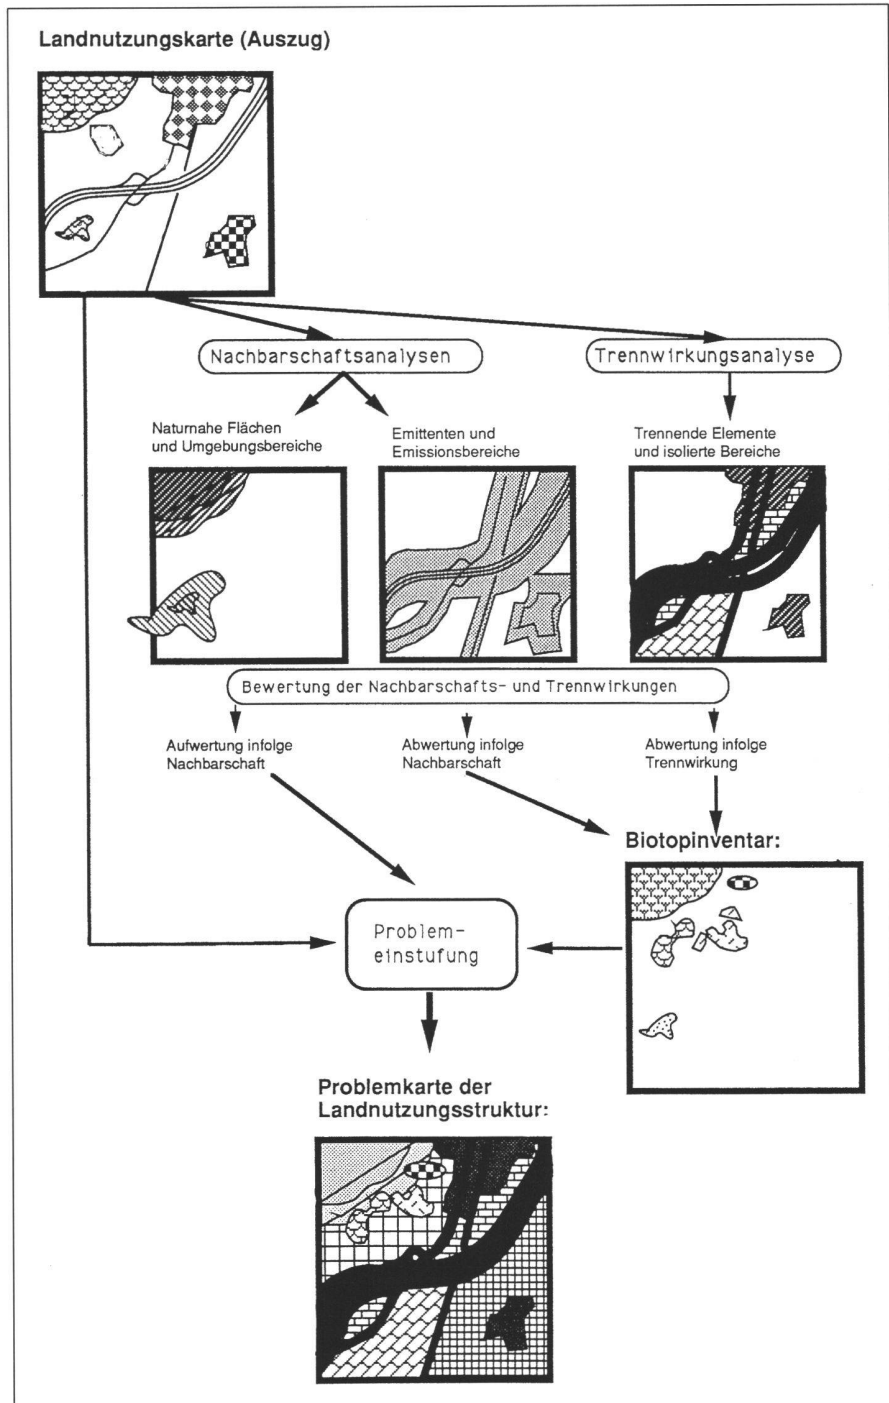 Landnutzungskarte (Auszug)
Nachbarschaftsanalysen
Trennwirkungsanalyse
Naturnahe Flächen
und Umgebungsbereiche
Emittenten und
Emissionsbereiche
Trennende Elemente
und isolierte Bereiche
Bewertung der Nachbarschafts- und Trennwirkungen
Aufwertung infolge
Nachbarschaft
Abwertung infolge
Nachbarschaft
Abwertung infolge
Trennwirkung
Biotopinventar:
Problem-
einstufung
Problemkarte der
Landnutzungsstruktur: